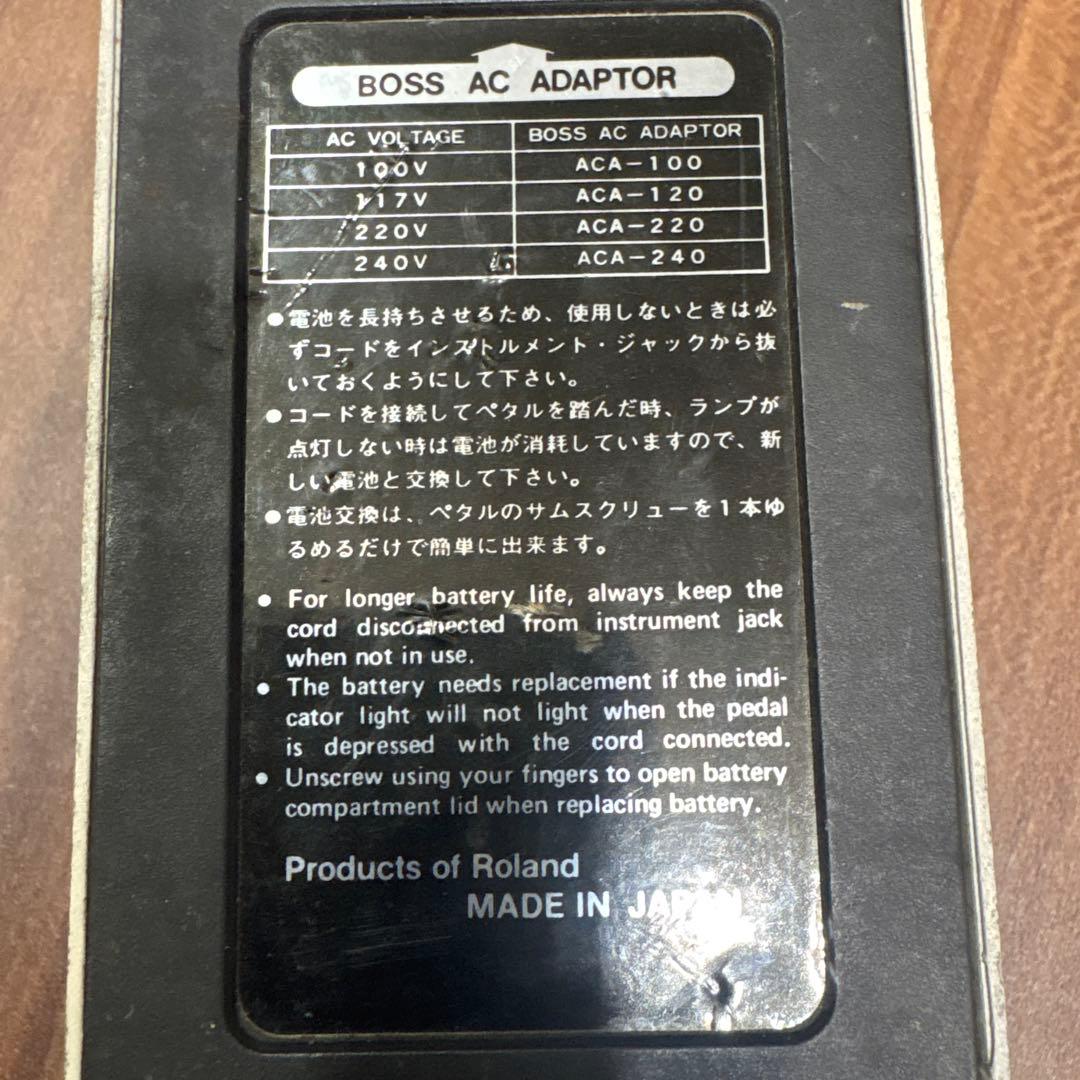 BOSS AC ADAPTOR
AC VOLTAGE BOSS AC ADAPTOR
100V ACA-100
117V ACA-120
220V ACA-220
240V ACA-240
●電池を長持ちさせるため、使用しないときは必
ずコードをインストルメント・ジャックから抜
いておくようにして下さい。
●コードを接続してペタルを踏んだ時、ランプが
点灯しない時は電池が消耗していますので、新
しい電池と交換して下さい。
●電池交換は、ペタルのサムスクリューを1本ゆ
るめるだけで簡単に出来ます。
● For longer battery life, always keep the
cord disconnected from instrument jack
when not in use.
● The battery needs replacement if the indi-
cator light will not light when the pedal
is depressed with the cord connected.
● Unscrew using your fingers to open battery
compartment lid when replacing battery.
Products of Roland
MADE IN JAPAN